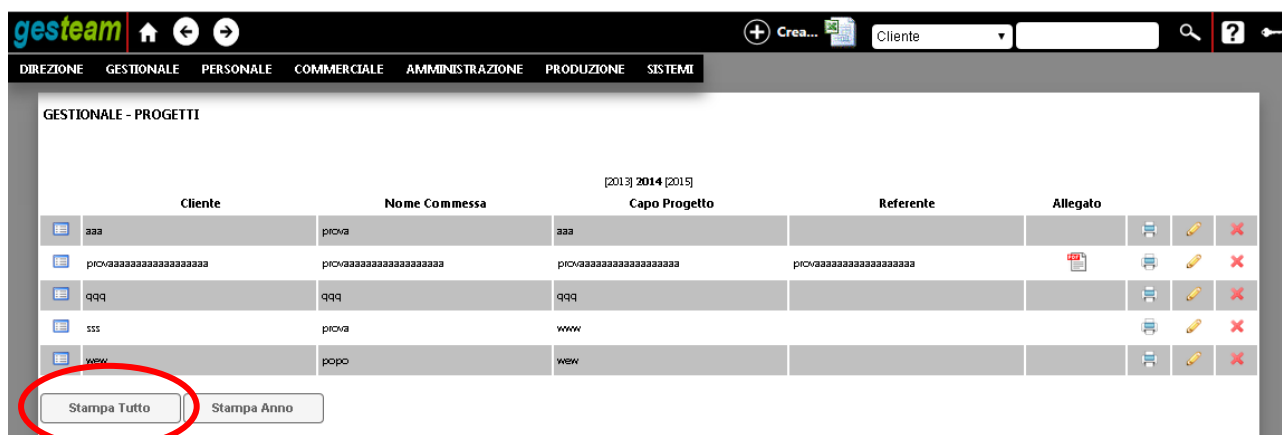 gesteam Crea... Cliente ?
DIREZIONE GESTIONALE PERSONALE COMMERCIALE AMMINISTRAZIONE PRODUZIONE SISTEMI
GESTIONALE - PROGETTI
[2013] 2014 [2015]
Cliente Nome Commessa Capo Progetto Referente Allegato
aaa prova aaa
provaaaaaaaaaaaaaaaaaaa provaaaaaaaaaaaaaaaaaaa provaaaaaaaaaaaaaaaaaaa provaaaaaaaaaaaaaaaaaaa PDF
qqq qqq qqq
sss prova www
wew popo wew
Stampa Tutto Stampa Anno